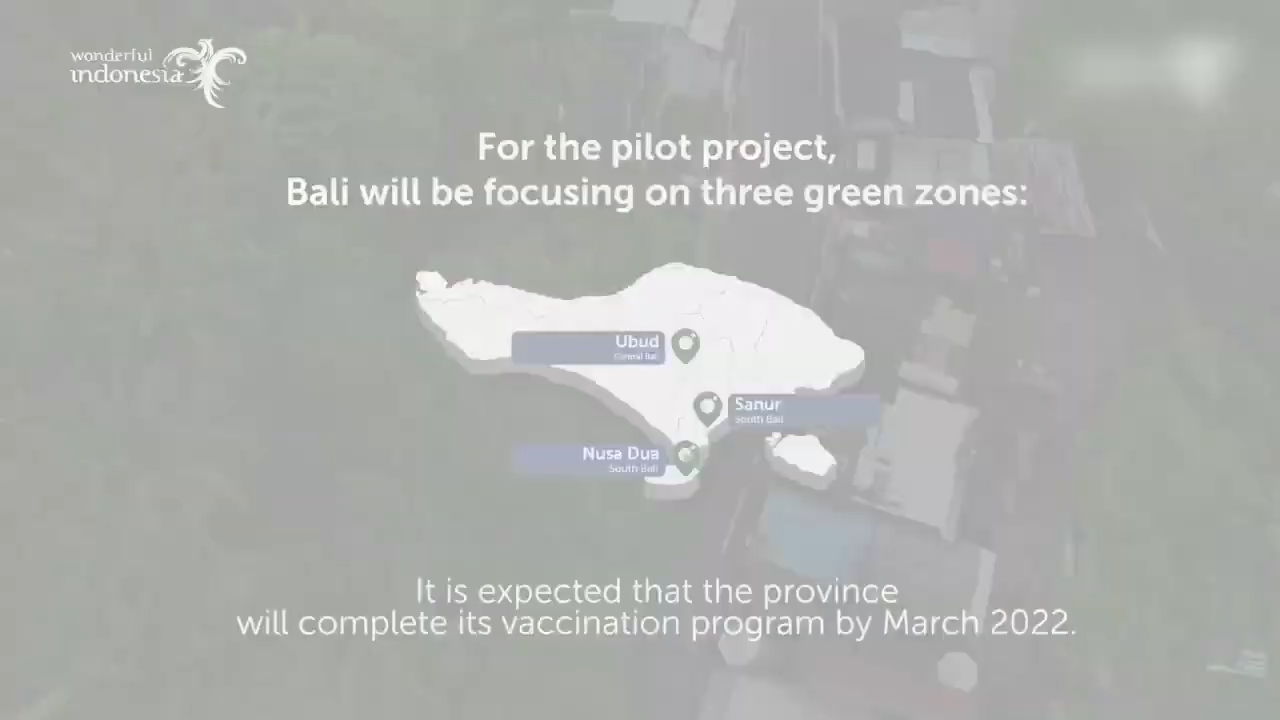 wonderful
indonesia
For the pilot project,
Bali will be focusing on three green zones:
Ubud
Central Bali
Sanur
South Bali
Nusa Dua
South Bali
It is expected that the province
will complete its vaccination program by March 2022.